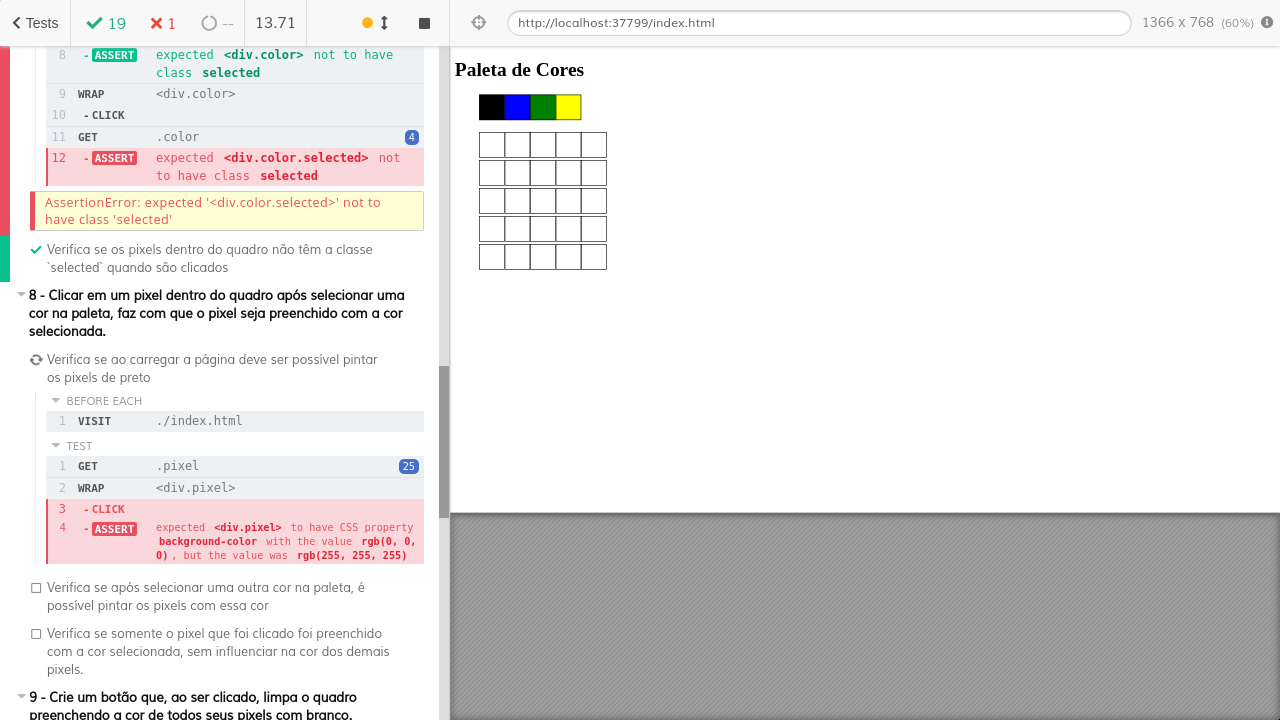 Tests 19 1 -- 13.71
http://localhost:37799/index.html 1366 x 768 (60%)
8 - ASSERT expected <div.color> not to have
class selected
9 WRAP <div.color>
10 - CLICK
11 GET .color 4
12 - ASSERT expected <div.color.selected> not
to have class selected
AssertionError: expected '<div.color.selected>' not to
have class 'selected'
Verifica se os pixels dentro do quadro não têm a classe
`selected` quando são clicados
8 - Clicar em um pixel dentro do quadro após selecionar uma
cor na paleta, faz com que o pixel seja preenchido com a cor
selecionada.
Verifica se ao carregar a página deve ser possível pintar
os pixels de preto
BEFORE EACH
1 VISIT ./index.html
TEST
1 GET .pixel 25
2 WRAP <div.pixel>
3 - CLICK
4 - ASSERT expected <div.pixel> to have CSS property
background-color with the value rgb(0, 0,
0) , but the value was rgb(255, 255, 255)
Verifica se após selecionar uma outra cor na paleta, é
possível pintar os pixels com essa cor
Verifica se somente o pixel que foi clicado foi preenchido
com a cor selecionada, sem influenciar na cor dos demais
pixels.
9 - Crie um botão que, ao ser clicado, limpa o quadro
preenchendo a cor de todos seus pixels com branco.
Paleta de Cores